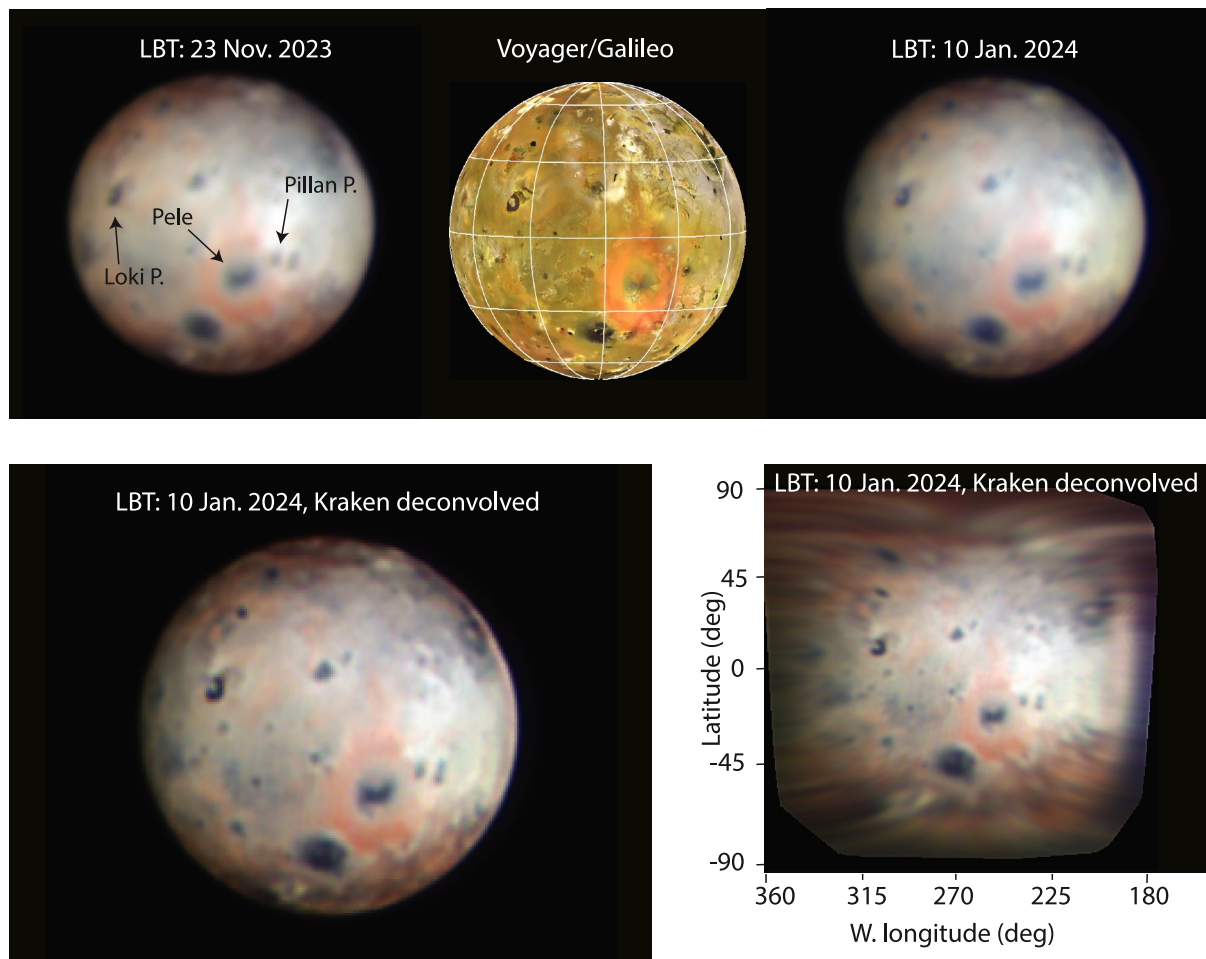 LBT: 23 Nov. 2023
Voyager/Galileo
LBT: 10 Jan. 2024
Pillan P.
Pele
Loki P.
LBT: 10 Jan. 2024, Kraken deconvolved
LBT: 10 Jan. 2024, Kraken deconvolved
90
45
0
-45
-90
Latitude (deg)
360 315 270 225 180
W. longitude (deg)